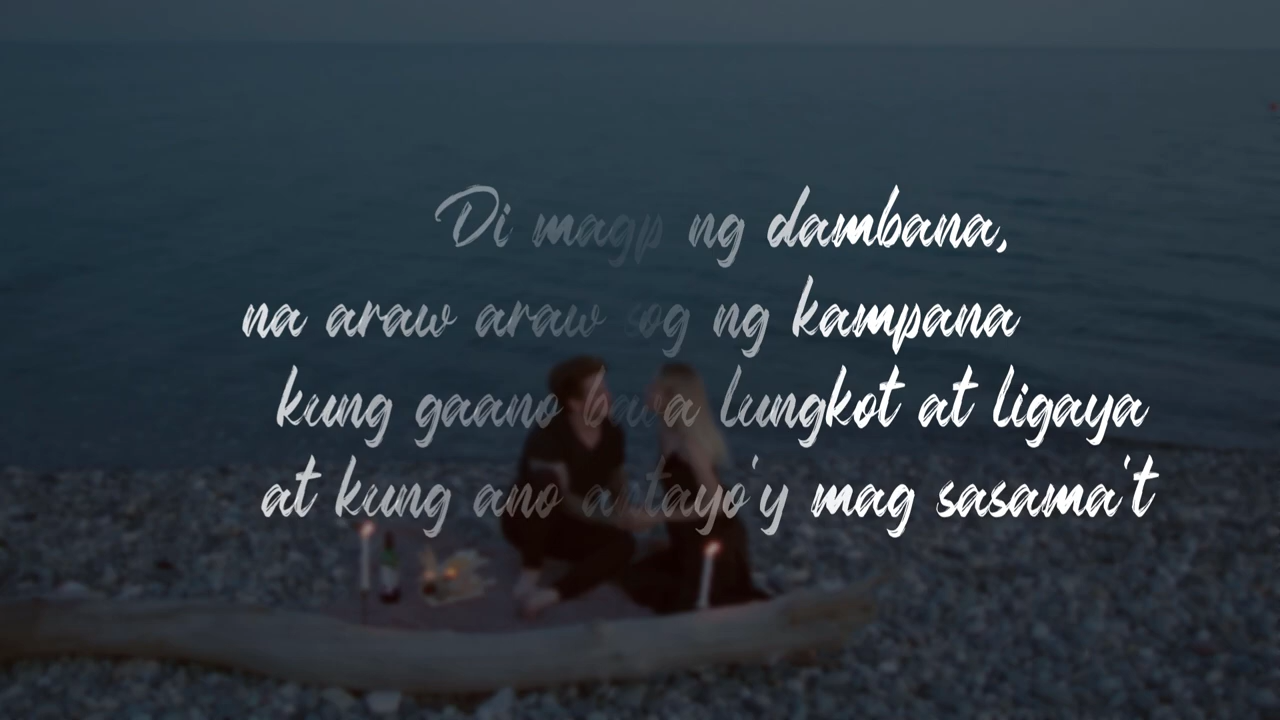 Di ng dambana,
na araw araw ng kampana
kung gaano lungkot at ligaya
at kung ano mag sasama't